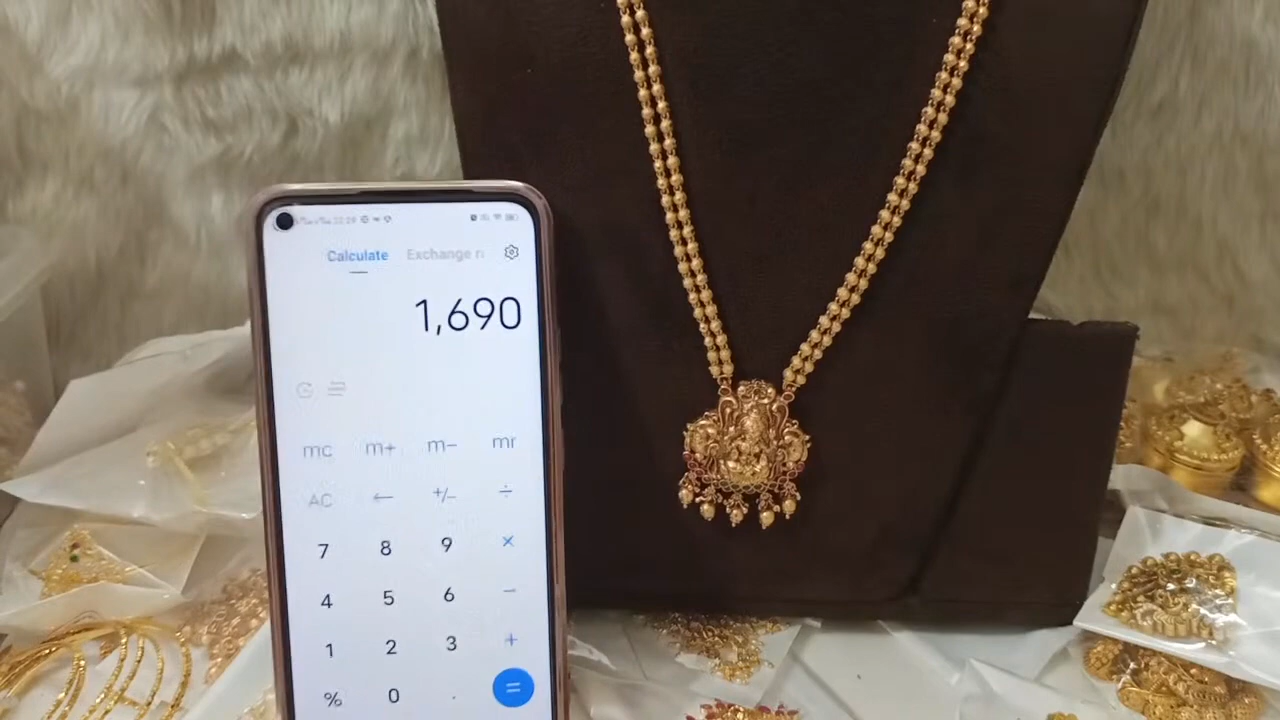 Calculate Exchange r
1,690
mc m+ m− mr
AC ← +/− ÷
7 8 9 ×
4 5 6 −
1 2 3 +
% 0 . =